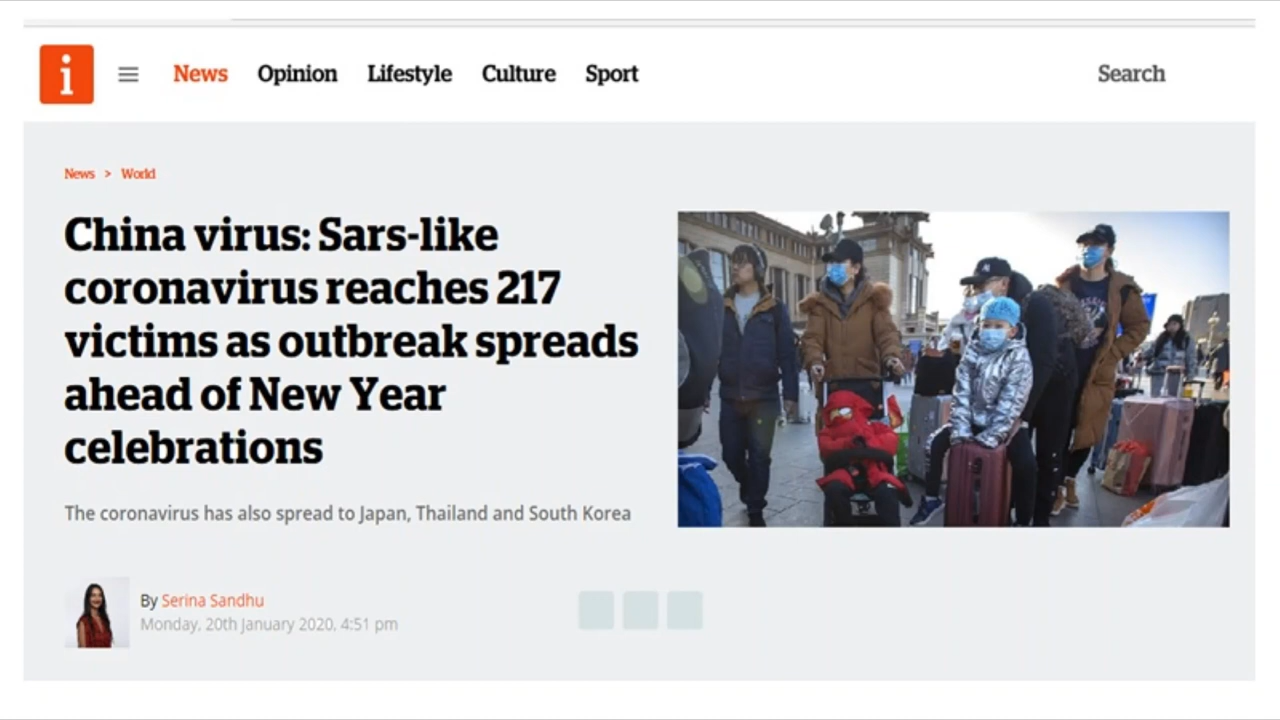 i
News Opinion Lifestyle Culture Sport Search
News > World
China virus: Sars-like
coronavirus reaches 217
victims as outbreak spreads
ahead of New Year
celebrations
The coronavirus has also spread to Japan, Thailand and South Korea
By Serina Sandhu
Monday, 20th January 2020, 4:51 pm